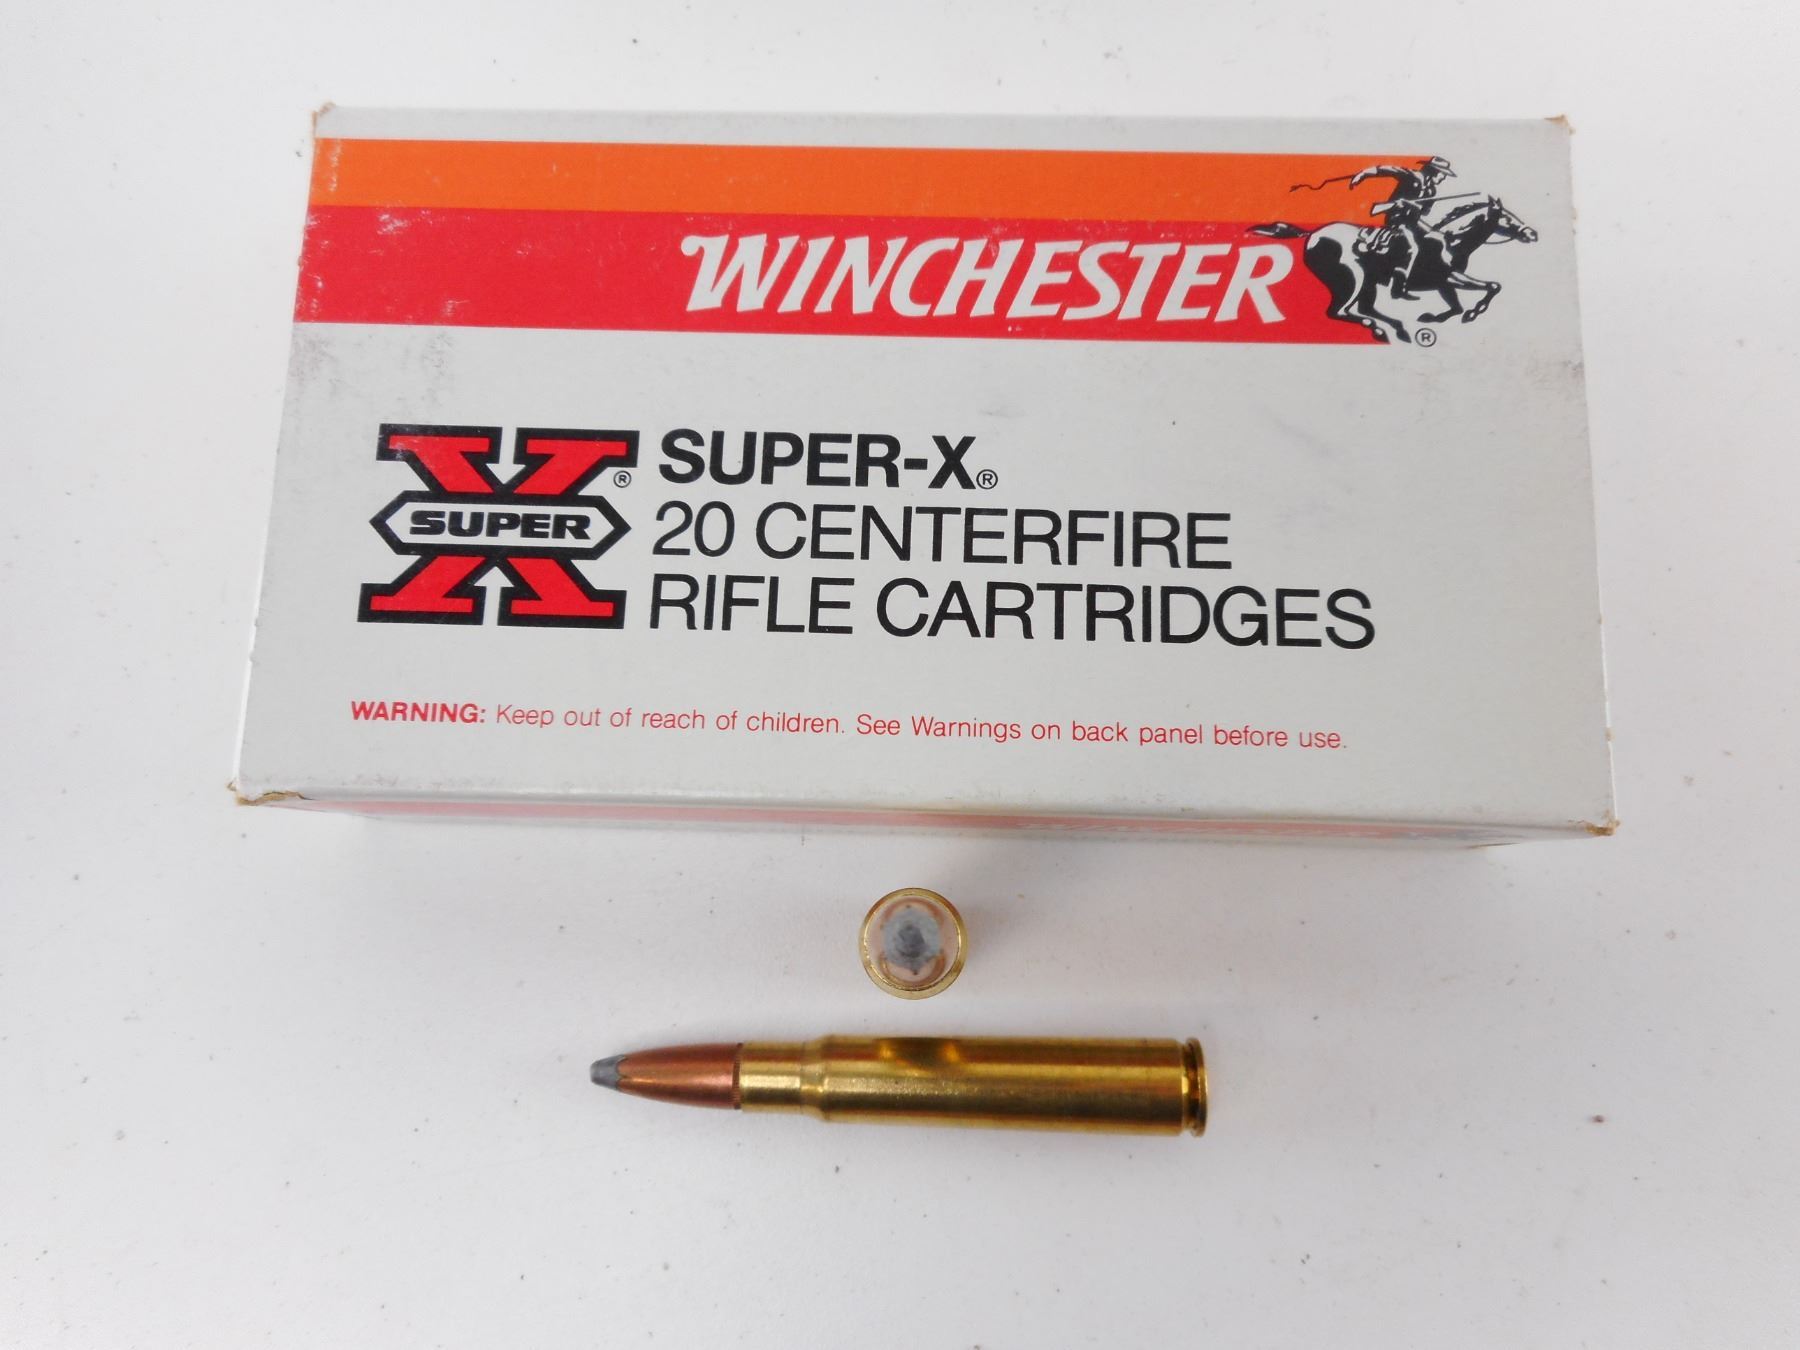 WINCHESTER®
SUPER®
SUPER-X®
20 CENTERFIRE
RIFLE CARTRIDGES
WARNING: Keep out of reach of children. See Warnings on back panel before use.